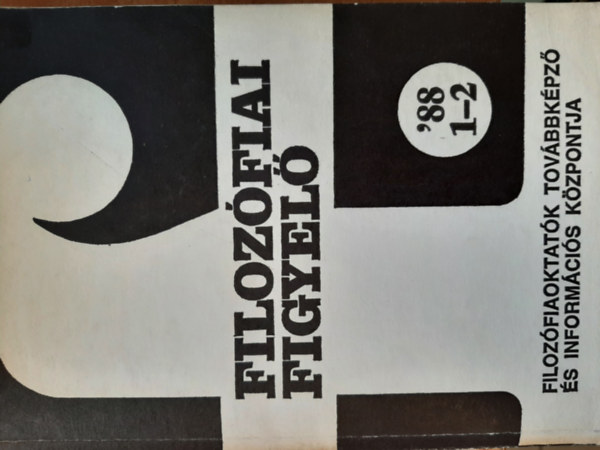 '88
1-2
FILOZÓFIAI
FIGYELŐ
FILOZÓFIAOKTATÓK TOVÁBBKÉPZŐ
ÉS INFORMÁCIÓS KÖZPONTJA